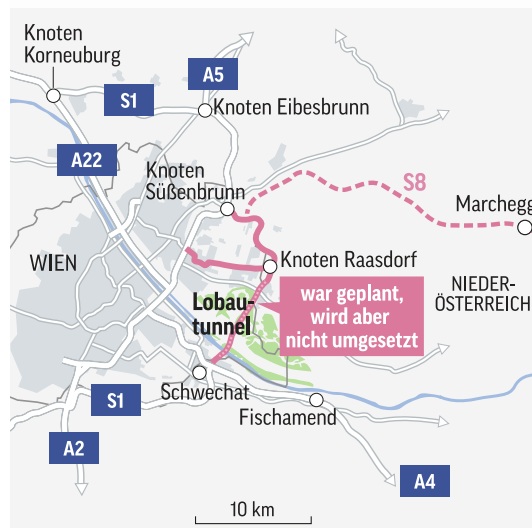 Knoten
Korneuburg
A5
S1
Knoten Eibesbrunn
A22
Knoten
Süßenbrunn
S8
Marchegg
WIEN
Knoten Raasdorf
NIEDER-
ÖSTERREICH
Lobau-
tunnel
war geplant,
wird aber
nicht umgesetzt
Schwechat
S1
Fischamend
A2
A4
10 km